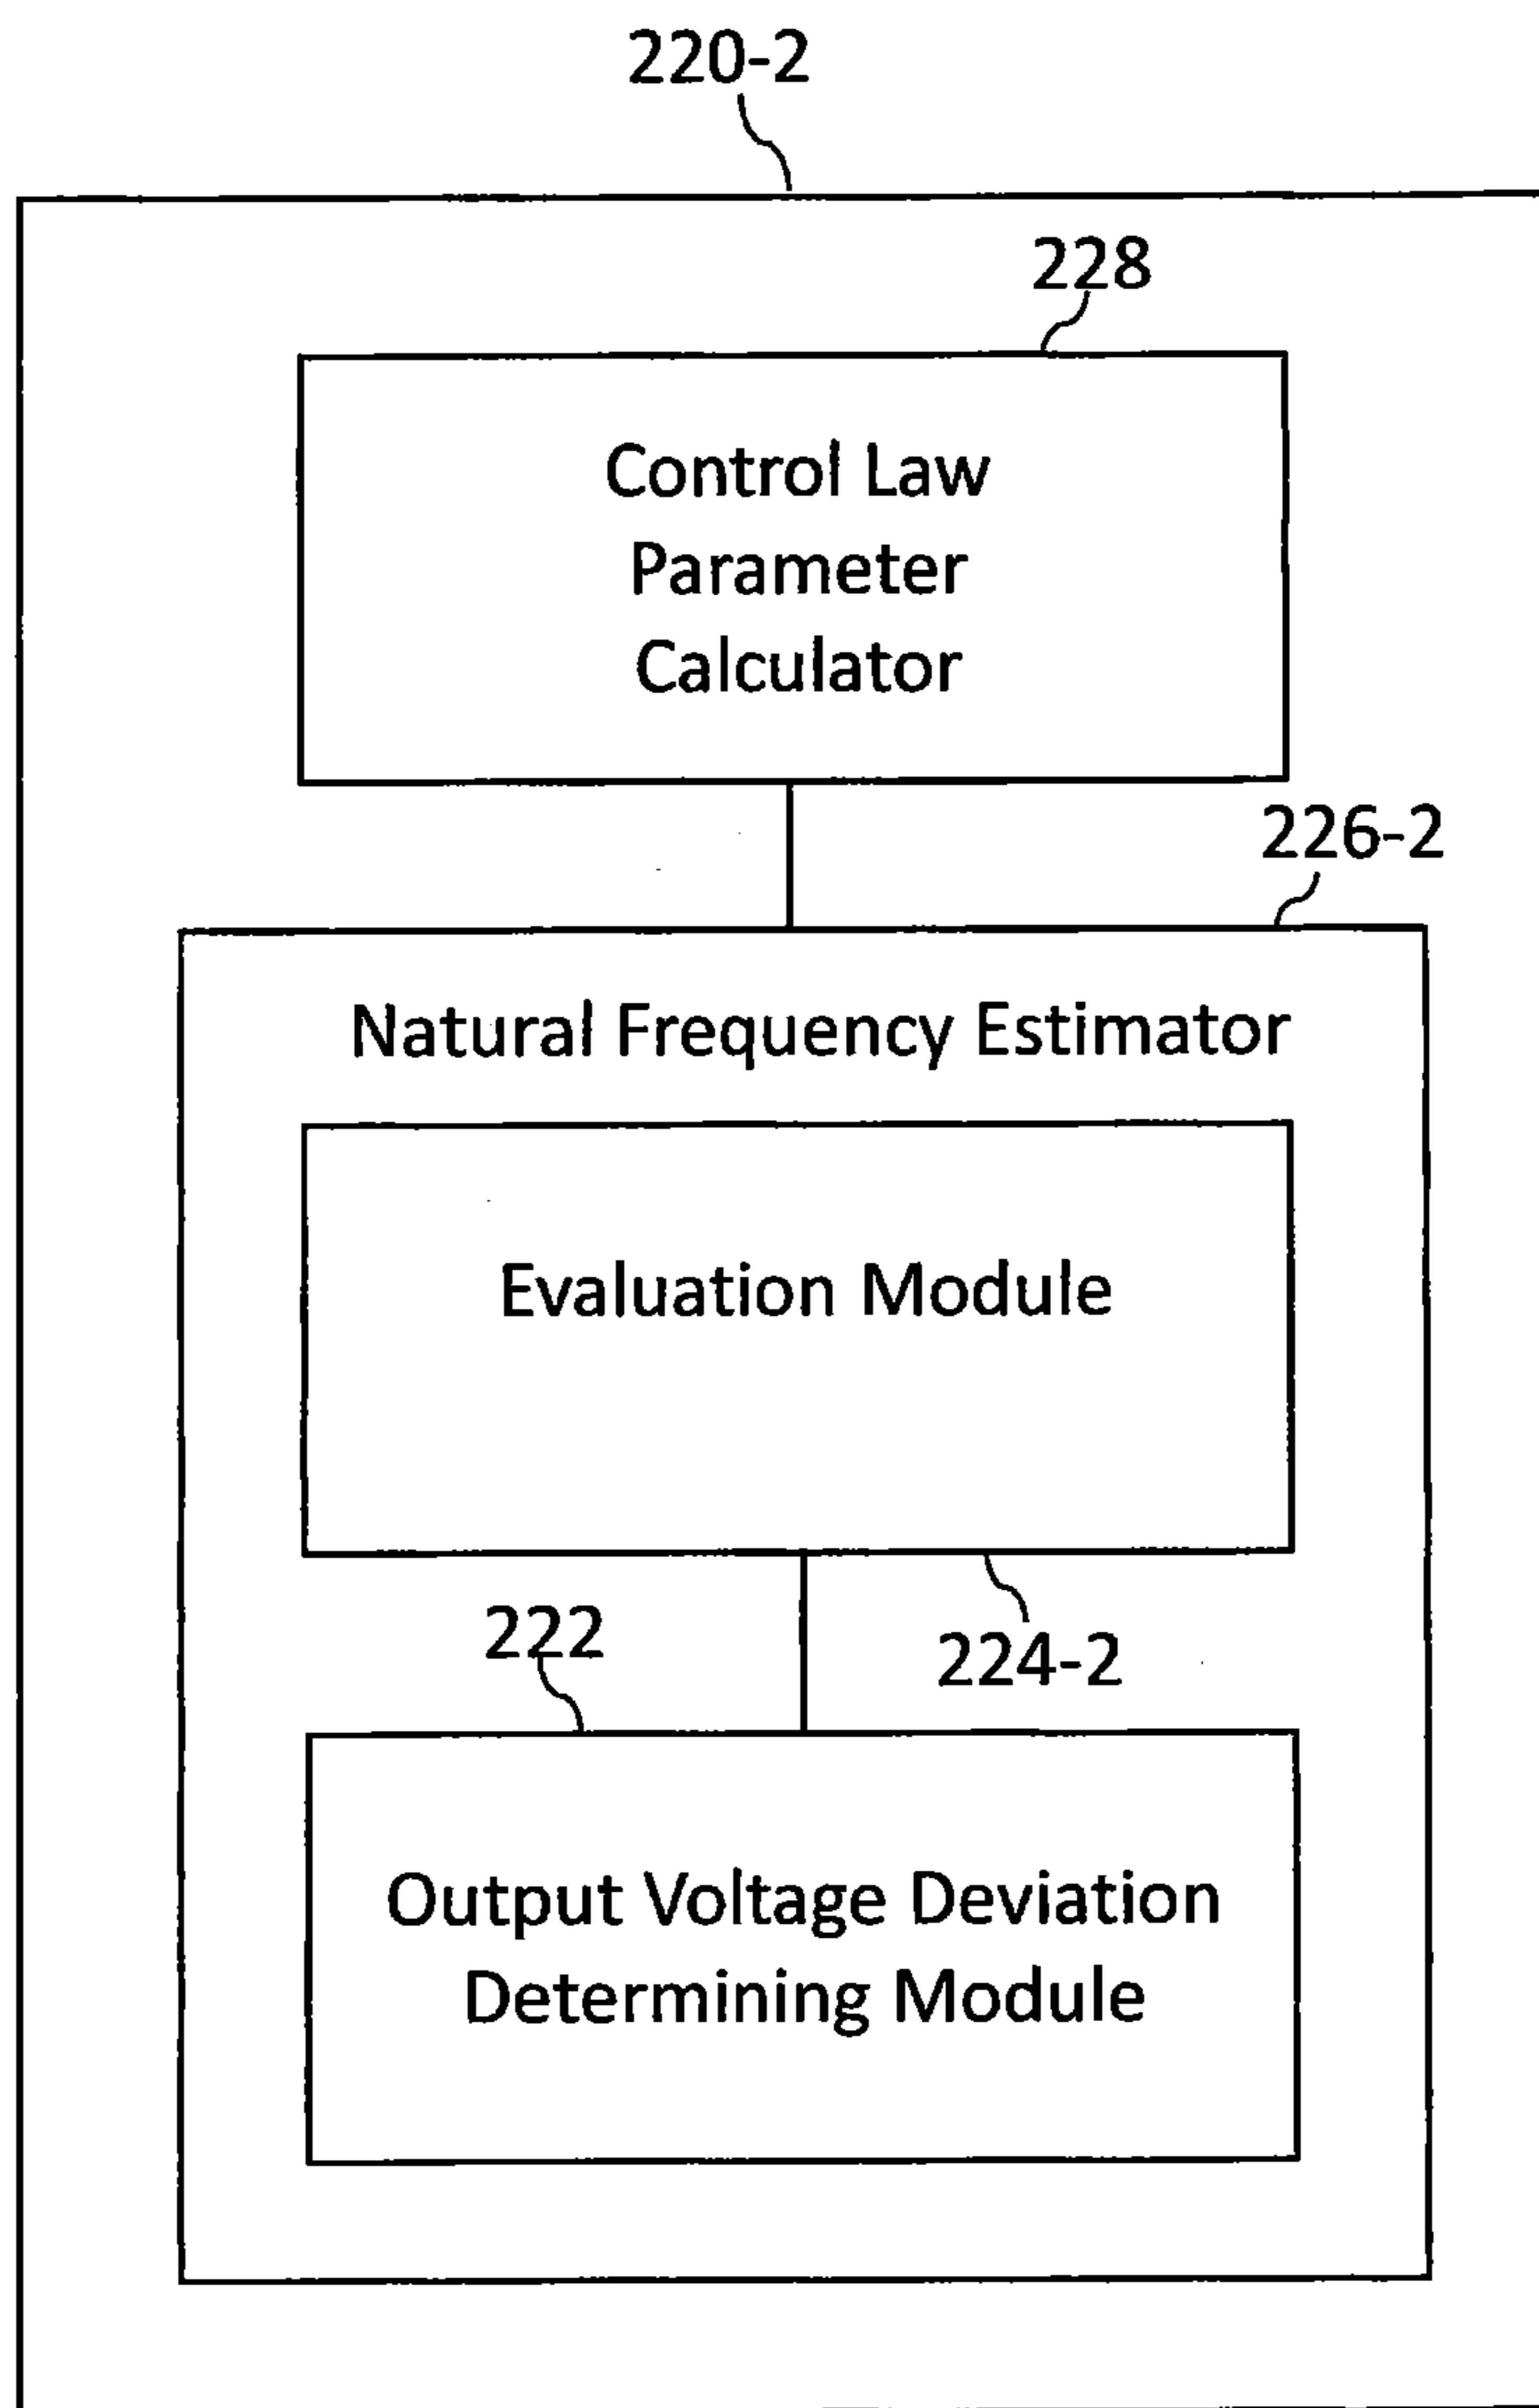 220-2
228
Control Law
Parameter
Calculator
226-2
Natural Frequency Estimator
Evaluation Module
222
224-2
Output Voltage Deviation
Determining Module